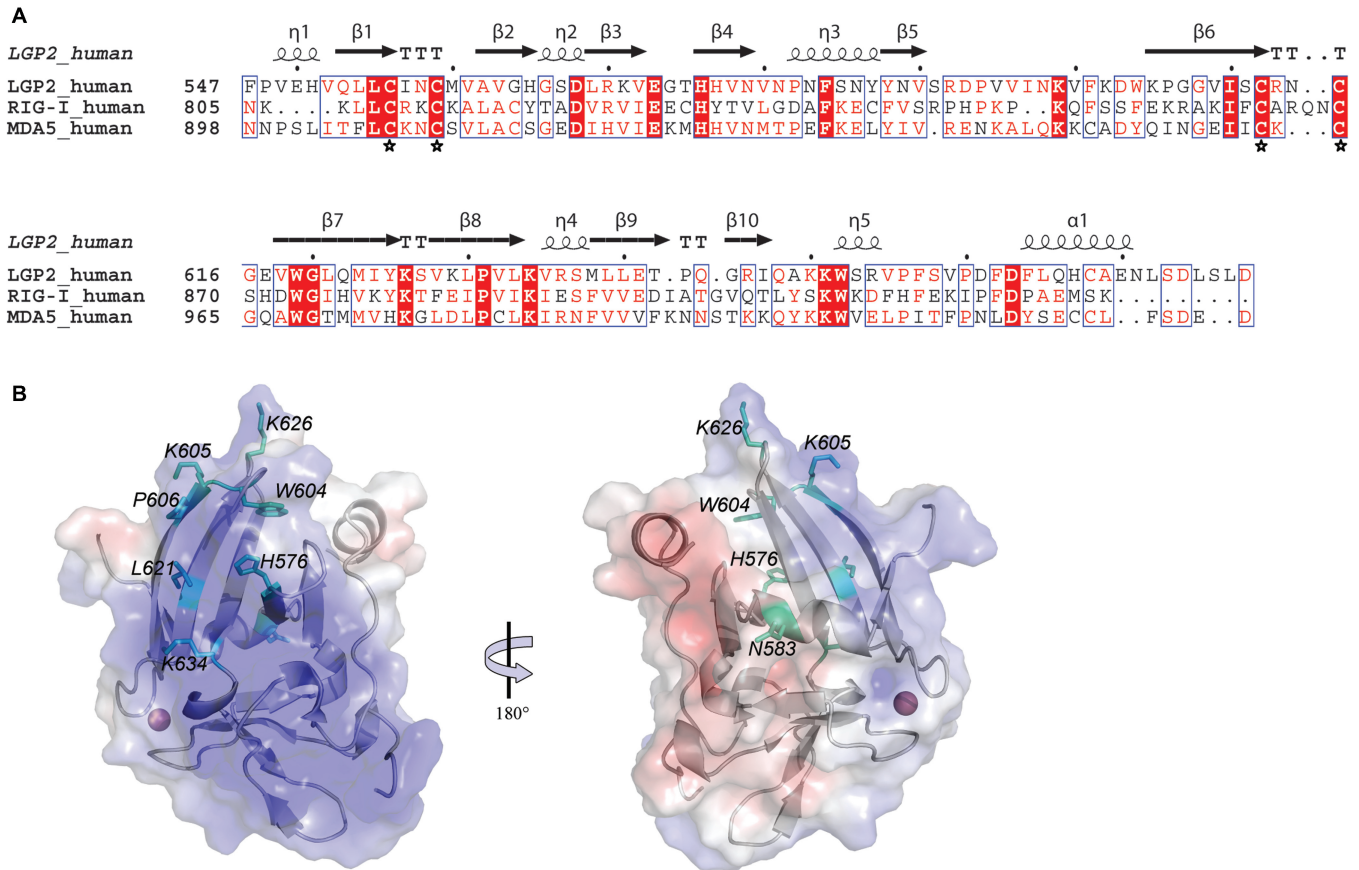 A
η1 β1 β2 η2 β3 β4 η3 β5 β6
LGP2_human TTT TT..T
LGP2_human 547 FPVEHVQLLCINCMVAVGHGSDLRKVEGTHHVNVNPNFSNYYNVSRDPVVINKVFKDWKPGGVISCRN..C
RIG-I_human 805 NK....KLLCRKCKALACYTADVRVIEECHYTVLGDAFKECFVSRPHPKP..KQFSSFEKRAKIFCARQNC
MDA5_human 898 NNPSLITFLCKNCSVLACSGEDIHVIEKMHHVNMTPEFKELYIV.RENKALQKKCADYQINGEIICK...C
β7 β8 η4 β9 β10 η5 α1
LGP2_human TT TT
LGP2_human 616 GEVWGLQMIYKSVKLPVLKVRSMLLET.PQ.GRIQAKKWSRVPFSVPDFDFLQHCAENLSDLSLD
RIG-I_human 870 SHDWGIHVKYKTFEIPVIKIESFVVEDIATGVQTLYSKWKDFHFEKIPFDPAEMSK.........
MDA5_human 965 GQAWGTMMVHKGLDLPCLKIRNFVVVFKNNSTKKQYKKWVELPITFPNLDYSECCL..FSDE..D
B
K626
K605
P606
W604
L621
H576
K634
180°
K626
K605
W604
H576
N583